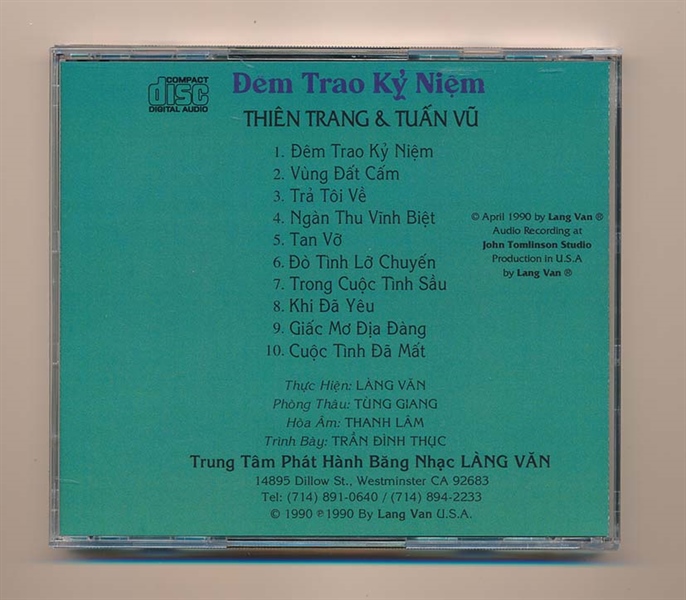 COMPACT
disc
DIGITAL AUDIO
Đêm Trao Kỷ Niệm
THIÊN TRANG & TUẤN VŨ
1. Đêm Trao Kỷ Niệm
2. Vùng Đất Cấm
3. Trả Tôi Về
4. Ngàn Thu Vĩnh Biệt
5. Tan Vỡ
6. Đò Tình Lỡ Chuyến
7. Trong Cuộc Tình Sầu
8. Khi Đã Yêu
9. Giấc Mơ Địa Đàng
10. Cuộc Tình Đã Mất
© April 1990 by Lang Van ®
Audio Recording at
John Tomlinson Studio
Production in U.S.A
by Lang Van ®
Thực Hiện: LÀNG VĂN
Phòng Thâu: TÙNG GIANG
Hòa Âm: THANH LÂM
Trình Bày: TRẦN ĐÌNH THỤC
Trung Tâm Phát Hành Băng Nhạc LÀNG VĂN
14895 Dillow St., Westminster CA 92683
Tel: (714) 891-0640 / (714) 894-2233
© 1990 ℗ 1990 By Lang Van U.S.A.